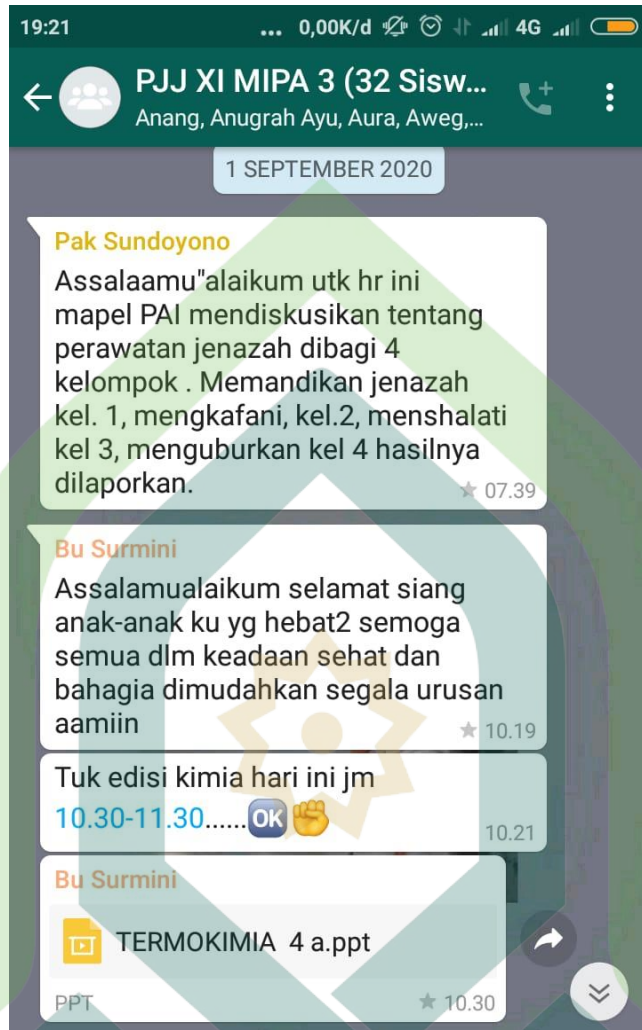 19:21 ... 0,00K/d 4G
PJJ XI MIPA 3 (32 Sisw...
Anang, Anugrah Ayu, Aura, Aweg,...
1 SEPTEMBER 2020
Pak Sundoyono
Assalaamu"alaikum utk hr ini
mapel PAI mendiskusikan tentang
perawatan jenazah dibagi 4
kelompok . Memandikan jenazah
kel. 1, mengkafani, kel.2, menshalati
kel 3, menguburkan kel 4 hasilnya
dilaporkan.
07.39
Bu Surmini
Assalamualaikum selamat siang
anak-anak ku yg hebat2 semoga
semua dlm keadaan sehat dan
bahagia dimudahkan segala urusan
aamiin
10.19
Tuk edisi kimia hari ini jm
10.30-11.30......🆗✊
10.21
Bu Surmini
TERMOKIMIA 4 a.ppt
PPT
10.30